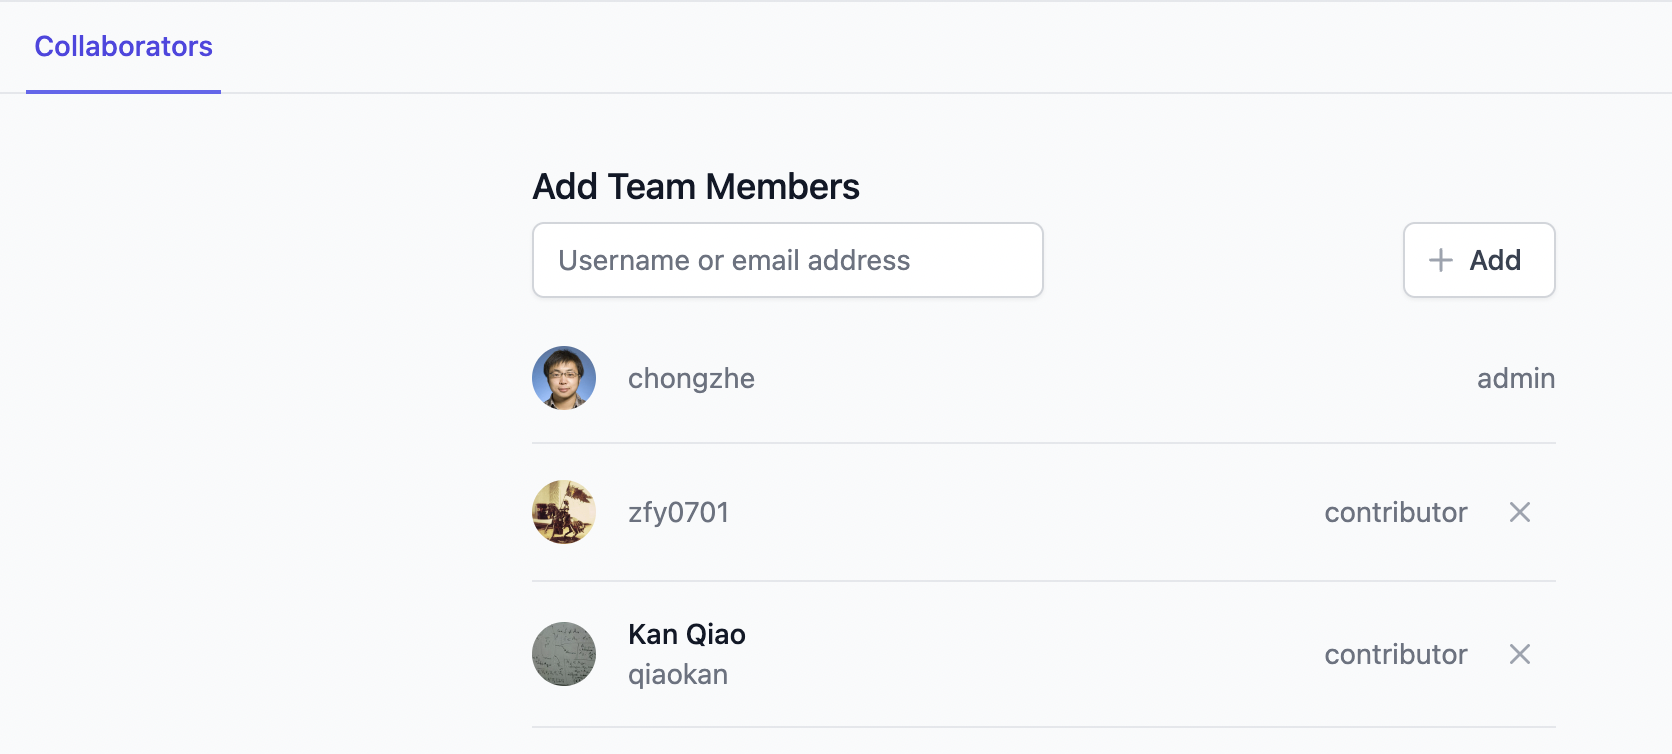 Collaborators
Add Team Members
Username or email address
Add
chongzhe
admin
zfy0701
contributor
Kan Qiao
qiaokan
contributor